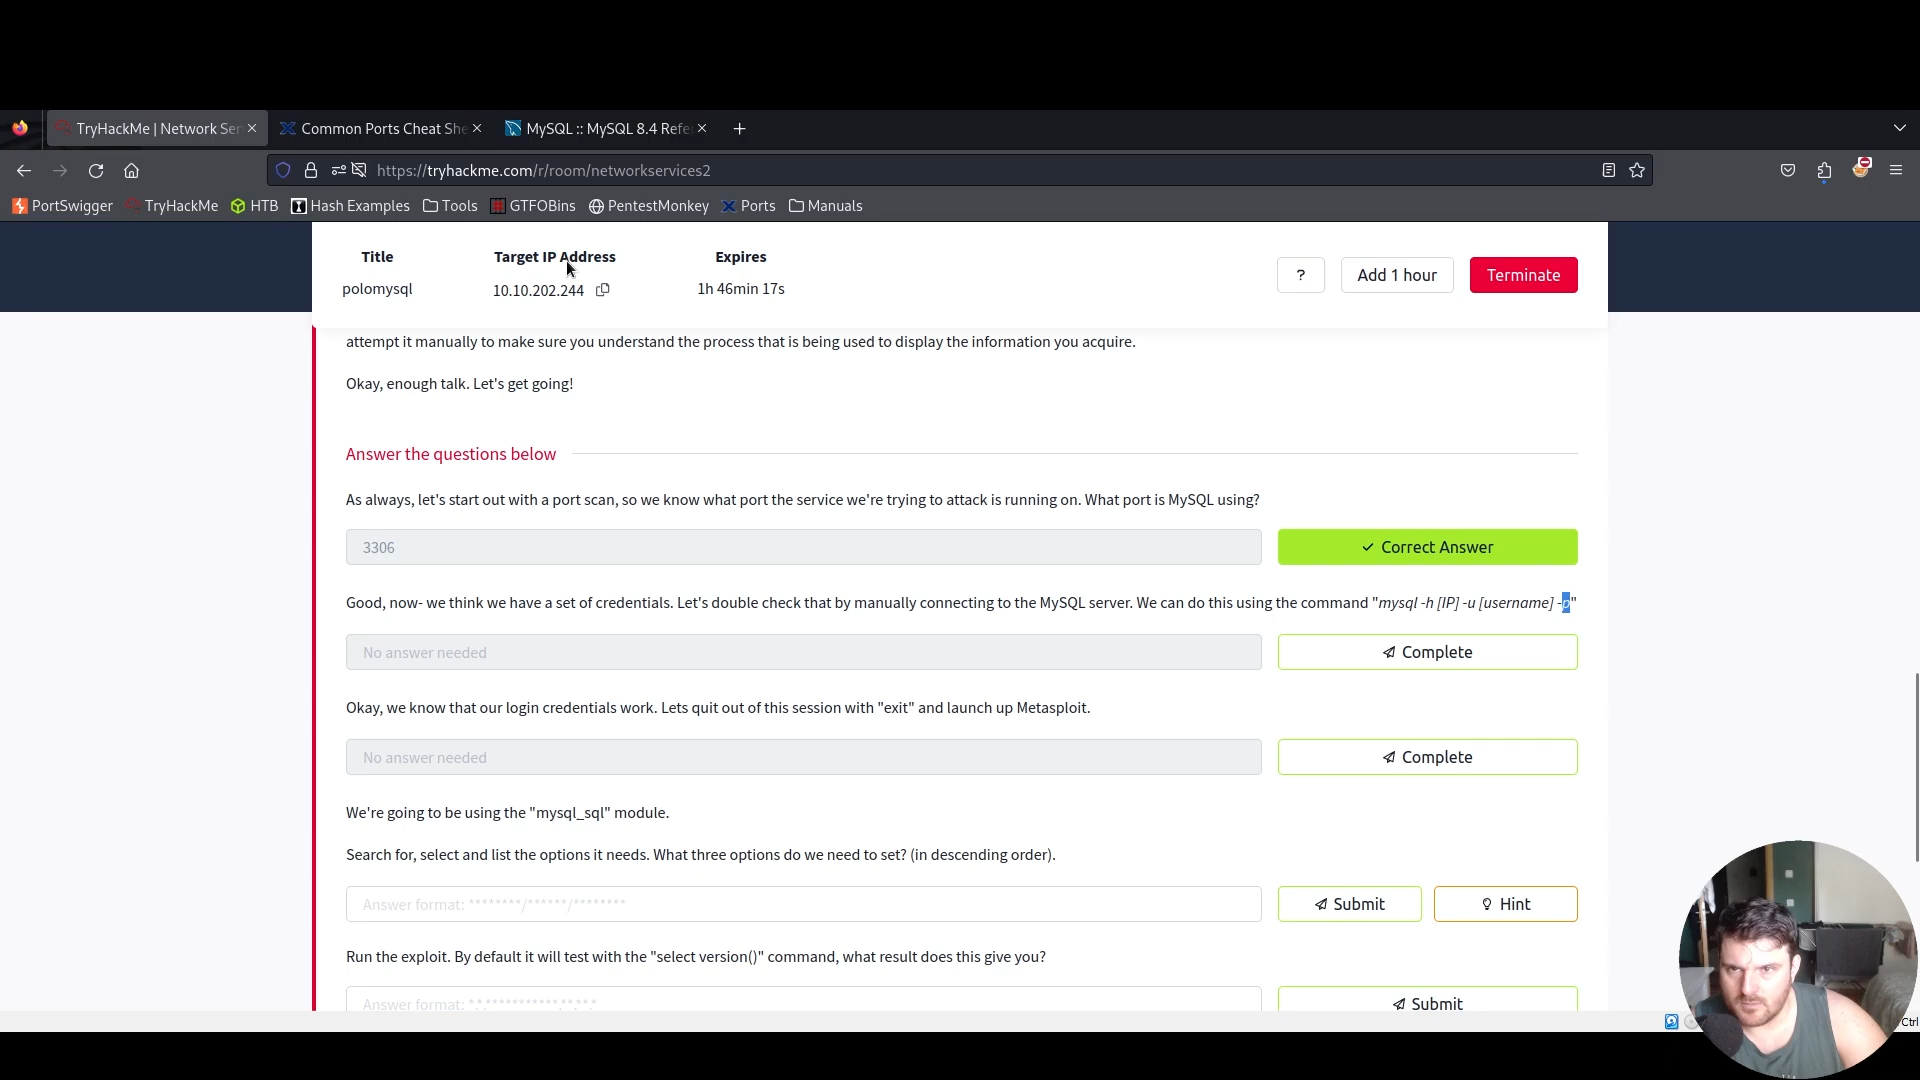 TryHackMe | Network Ser
Common Ports Cheat She
MySQL :: MySQL 8.4 Refe
https://tryhackme.com/r/room/networkservices2
PortSwigger TryHackMe HTB Hash Examples Tools GTFOBins PentestMonkey Ports Manuals
Title Target IP Address Expires
polomysql 10.10.202.244 1h 46min 17s
? Add 1 hour Terminate
attempt it manually to make sure you understand the process that is being used to display the information you acquire.
Okay, enough talk. Let's get going!
Answer the questions below
As always, let's start out with a port scan, so we know what port the service we're trying to attack is running on. What port is MySQL using?
3306 Correct Answer
Good, now- we think we have a set of credentials. Let's double check that by manually connecting to the MySQL server. We can do this using the command "mysql -h [IP] -u [username] -p"
No answer needed Complete
Okay, we know that our login credentials work. Lets quit out of this session with "exit" and launch up Metasploit.
No answer needed Complete
We're going to be using the "mysql_sql" module.
Search for, select and list the options it needs. What three options do we need to set? (in descending order).
Answer format: ********/******/******** Submit Hint
Run the exploit. By default it will test with the "select version()" command, what result does this give you?
Answer format: *.*.************.**.**.* Submit
Ctrl